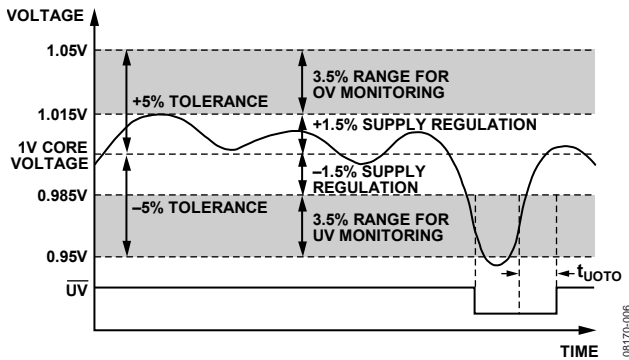 VOLTAGE
1.05V
3.5% RANGE FOR
OV MONITORING
+5% TOLERANCE
1.015V
+1.5% SUPPLY REGULATION
1V CORE
VOLTAGE
–1.5% SUPPLY
REGULATION
0.985V
–5% TOLERANCE
3.5% RANGE FOR
UV MONITORING
0.95V
tUOTO
UV
TIME
08170-006